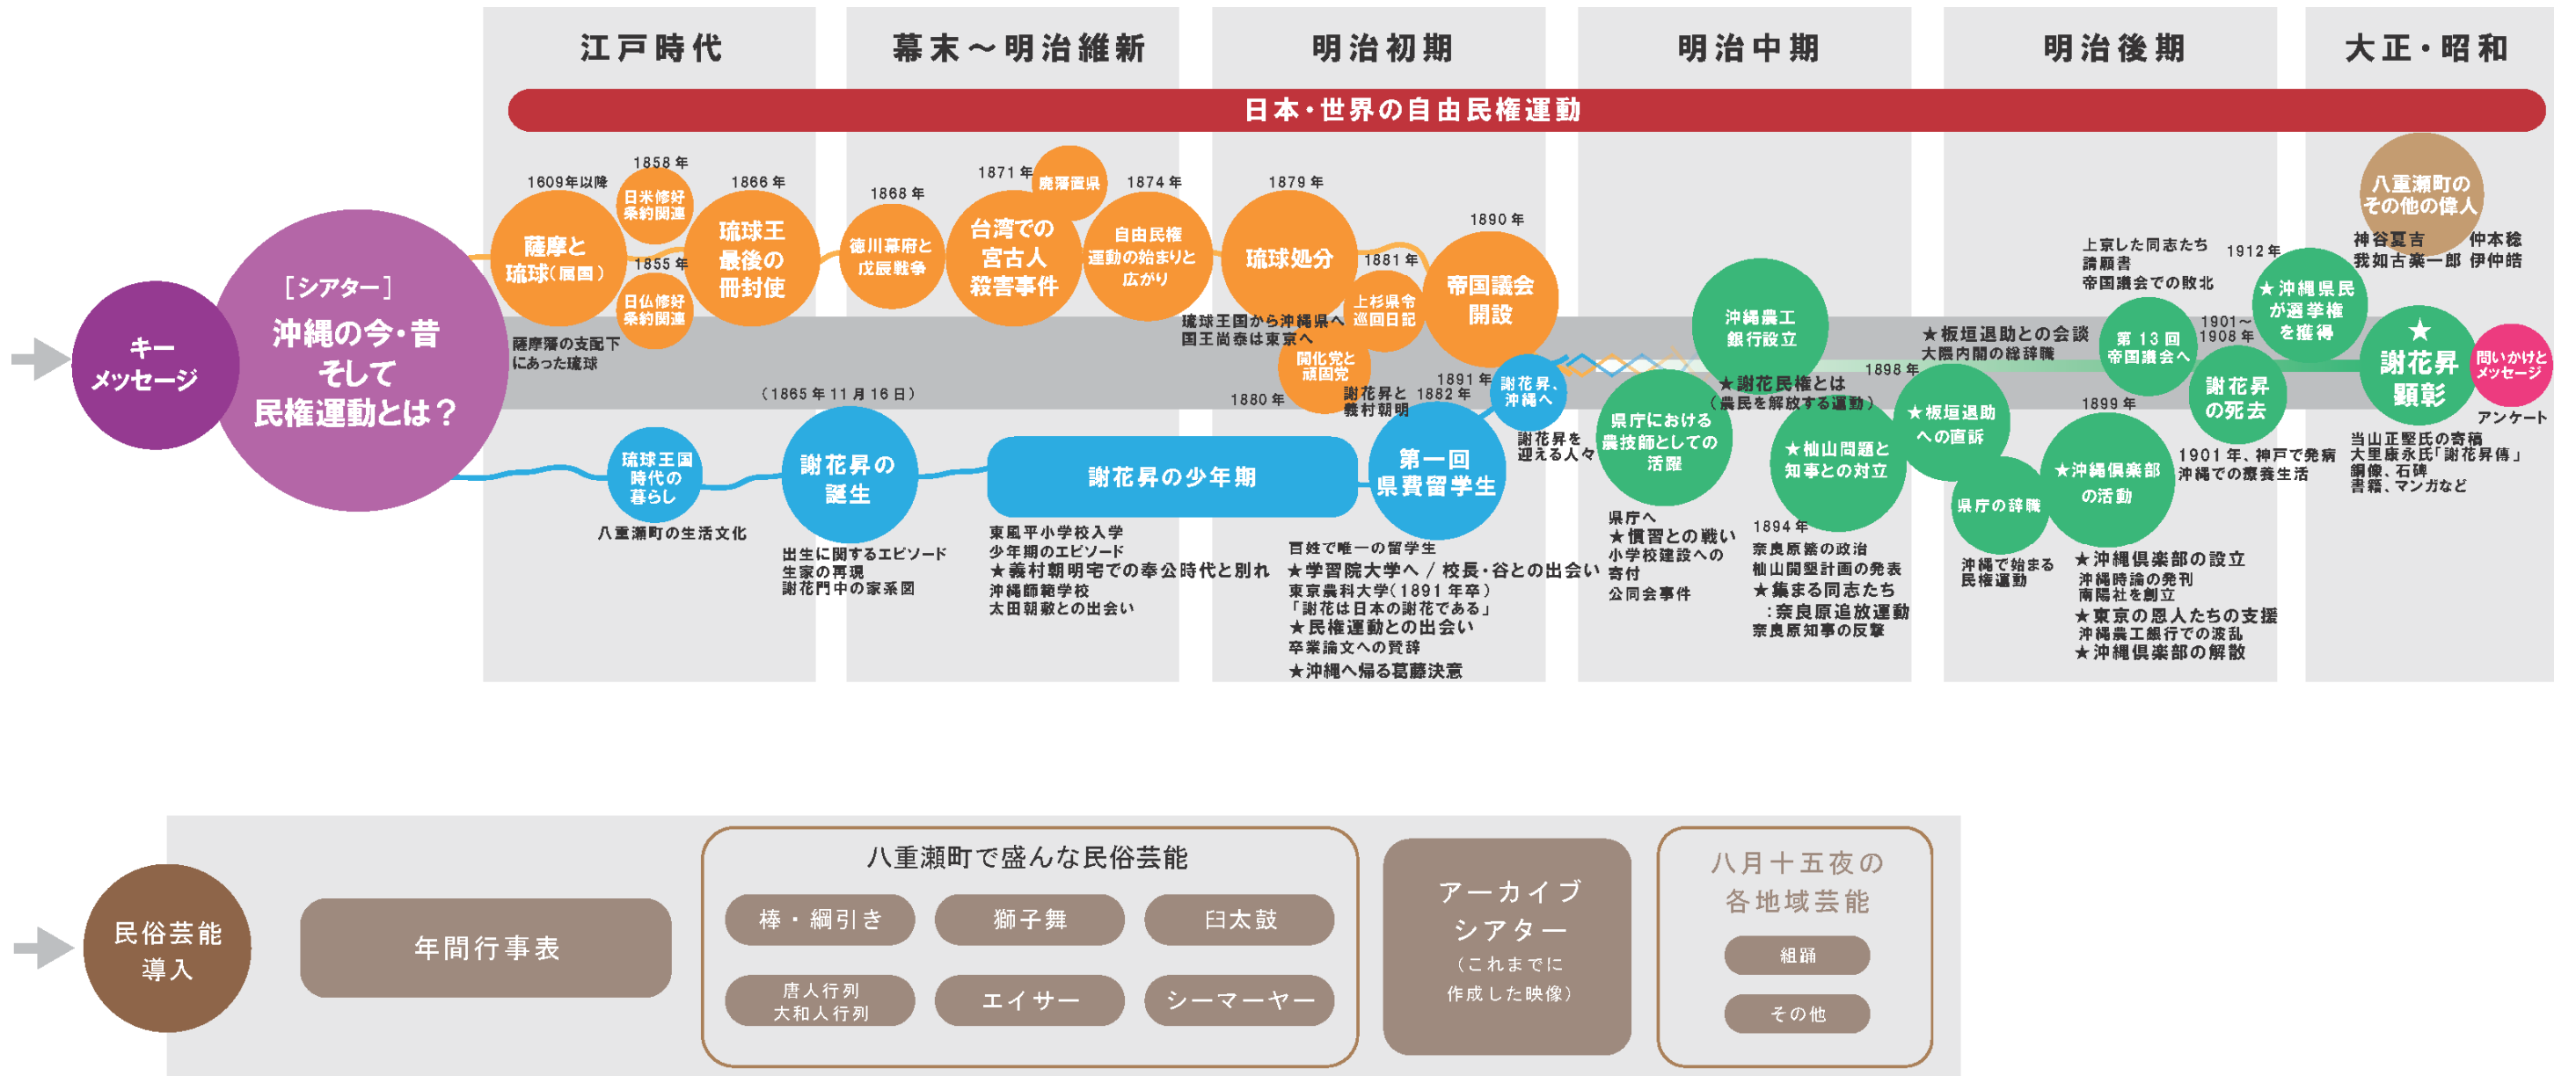 江戸時代
幕末～明治維新
明治初期
明治中期
明治後期
大正・昭和
日本・世界の自由民権運動
キー
メッセージ
［シアター］
沖縄の今・昔
そして
民権運動とは？
1609年以降
薩摩と
琉球（属国）
薩摩藩の支配下
にあった琉球
1858年
日米修好
条約関連
1855年
日仏修好
条約関連
1866年
琉球王
最後の
冊封使
1868年
徳川幕府と
戊辰戦争
1871年
廃藩置県
台湾での
宮古人
殺害事件
1874年
自由民権
運動の始まりと
広がり
1879年
琉球処分
琉球王国から沖縄県へ
国王尚泰は東京へ
1881年
上杉県令
巡回日記
開化党と
頑固党
1880年
1890年
帝国議会
開設
琉球王国
時代の
暮らし
八重瀬町の生活文化
（1865年11月16日）
謝花昇の
誕生
出生に関するエピソード
生家の再現
謝花門中の家系図
謝花昇の少年期
東風平小学校入学
少年期のエピソード
★義村朝明宅での奉公時代と別れ
沖縄師範学校
太田朝敷との出会い
謝花昇と
義村朝明
1882年
第一回
県費留学生
百姓で唯一の留学生
★学習院大学へ / 校長・谷との出会い
東京農科大学（1891年卒）
「謝花は日本の謝花である」
★民権運動との出会い
卒業論文への賛辞
★沖縄へ帰る葛藤決意
1891年
謝花昇、
沖縄へ
謝花昇を
迎える人々
沖縄農工
銀行設立
★謝花民権とは
（農民を解放する運動）
県庁における
農技師としての
活躍
県庁へ
★慣習との戦い
小学校建設への
寄付
公同会事件
★杣山問題と
知事との対立
1894年
奈良原繁の政治
杣山開墾計画の発表
★集まる同志たち
：奈良原追放運動
奈良原知事の反撃
★板垣退助との会談
大隈内閣の総辞職
1898年
★板垣退助
への直訴
県庁の辞職
沖縄で始まる
民権運動
1899年
★沖縄倶楽部
の活動
★沖縄倶楽部の設立
沖縄時論の発刊
南陽社を創立
★東京の恩人たちの支援
沖縄農工銀行での波乱
★沖縄倶楽部の解散
上京した同志たち
請願書
帝国議会での敗北
第13回
帝国議会へ
1901～
1908年
謝花昇
の死去
1901年、神戸で発病
沖縄での療養生活
1912年
★沖縄県民
が選挙権
を獲得
八重瀬町の
その他の偉人
神谷夏吉　仲本稔
我如古楽一郎 伊仲皓
★
謝花昇
顕彰
当山正堅氏の寄稿
大里康永氏「謝花昇傳」
銅像、石碑
書籍、マンガなど
問いかけと
メッセージ
アンケート
民俗芸能
導入
年間行事表
八重瀬町で盛んな民俗芸能
棒・綱引き
獅子舞
臼太鼓
唐人行列
大和人行列
エイサー
シーマーヤー
アーカイブ
シアター
（これまでに
作成した映像）
八月十五夜の
各地域芸能
組踊
その他